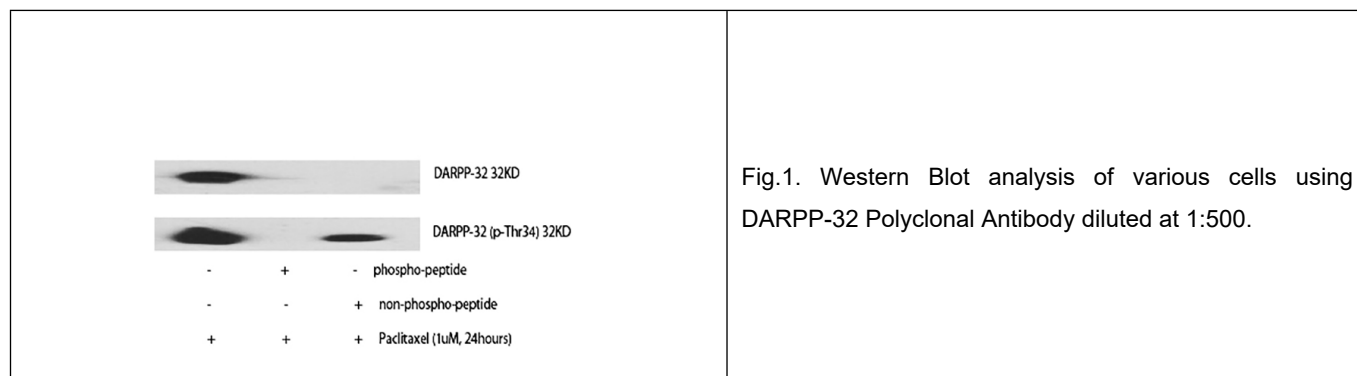 DARPP-32 32KD
DARPP-32 (p-Thr34) 32KD
- + - phospho-peptide
- - + non-phospho-peptide
+ + + Paclitaxel (1uM, 24hours)
Fig.1. Western Blot analysis of various cells using
DARPP-32 Polyclonal Antibody diluted at 1:500.